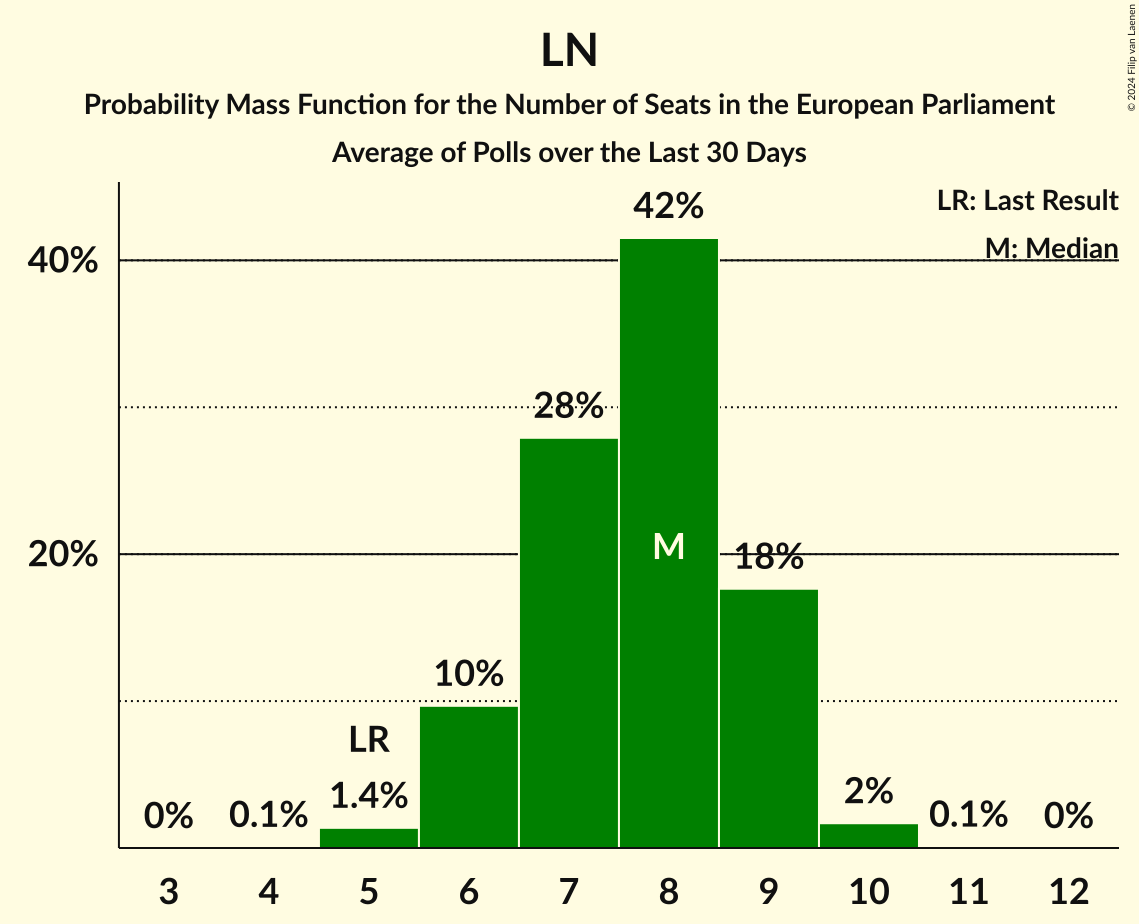 LN
Probability Mass Function for the Number of Seats in the European Parliament
Average of Polls over the Last 30 Days
© 2024 Filip van Laenen
LR: Last Result
M: Median
40%
20%
0%
0.1%
LR
1.4%
10%
28%
42%
M
18%
2%
0.1%
0%
3 4 5 6 7 8 9 10 11 12